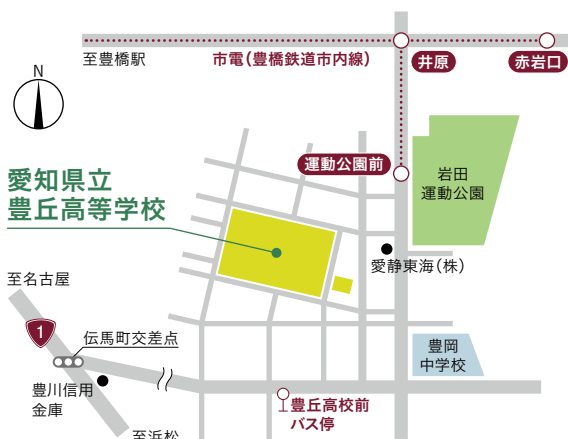 至豊橋駅
市電(豊橋鉄道市内線)
井原
赤岩口
N
運動公園前
岩田
運動公園
愛知県立
豊丘高等学校
愛静東海(株)
至名古屋
1
伝馬町交差点
豊岡
中学校
豊川信用
金庫
豊丘高校前
バス停
至浜松